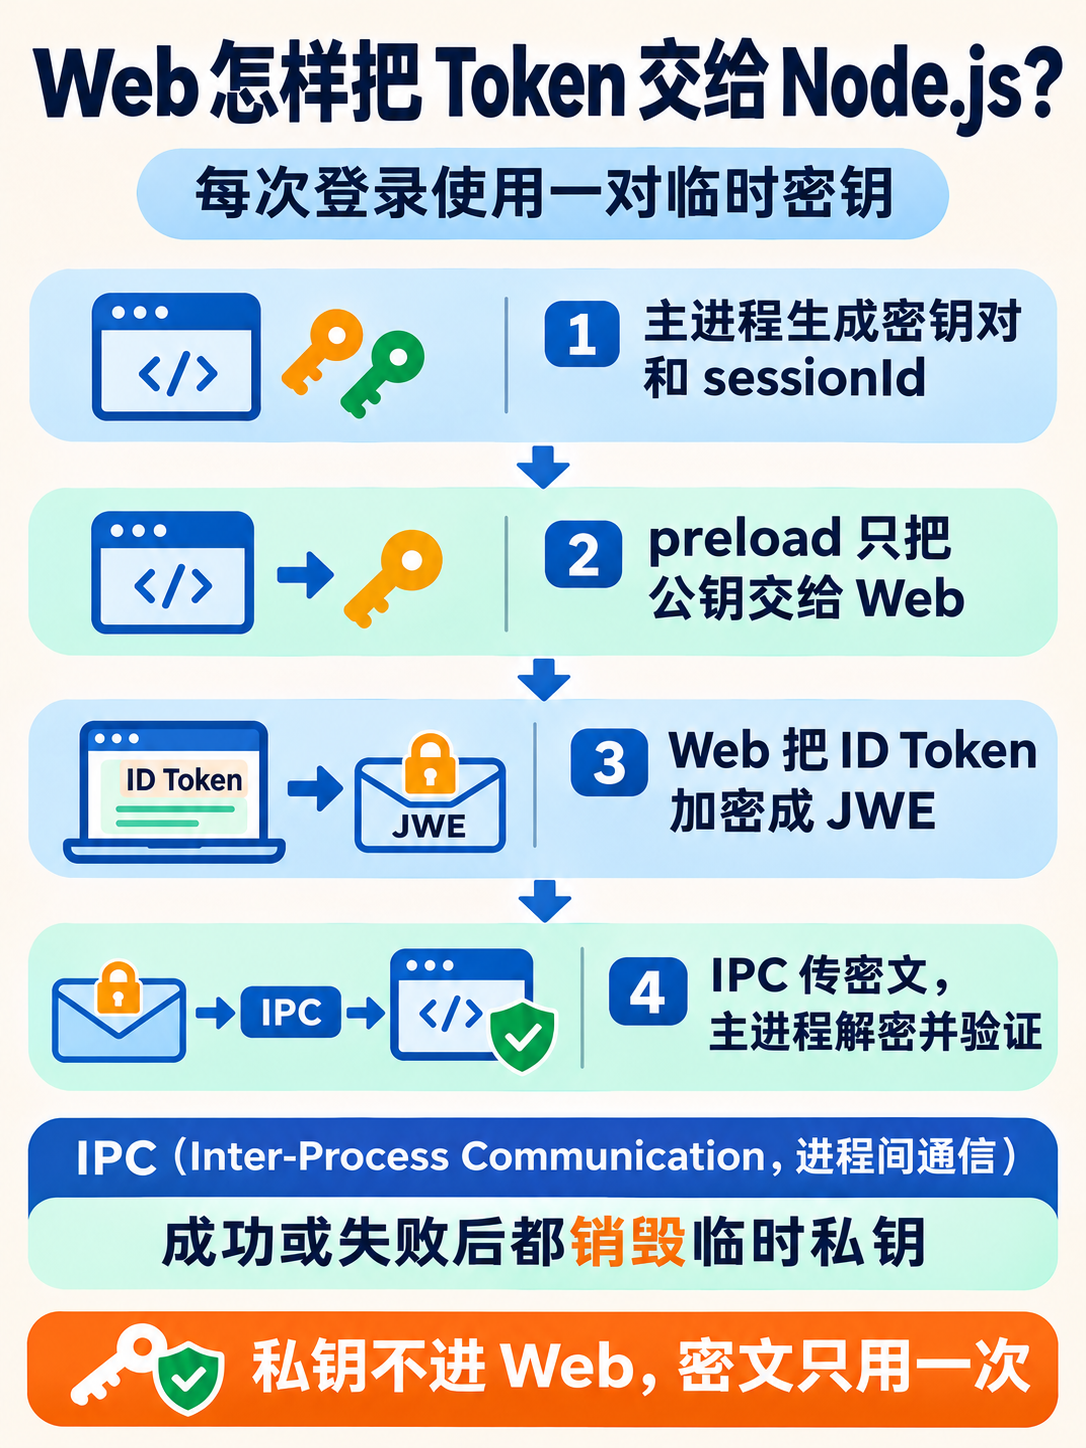 Web怎样把 Token 交给 Node.js?
每次登录使用一对临时密钥
</>
1
主进程生成密钥对
和 sessionId
</>
2
preload 只把
公钥交给 Web
ID Token
JWE
3
Web 把 ID Token
加密成 JWE
IPC
</>
4
IPC 传密文，
主进程解密并验证
IPC（Inter-Process Communication，进程间通信）
成功或失败后都销毁临时私钥
私钥不进 Web，密文只用一次